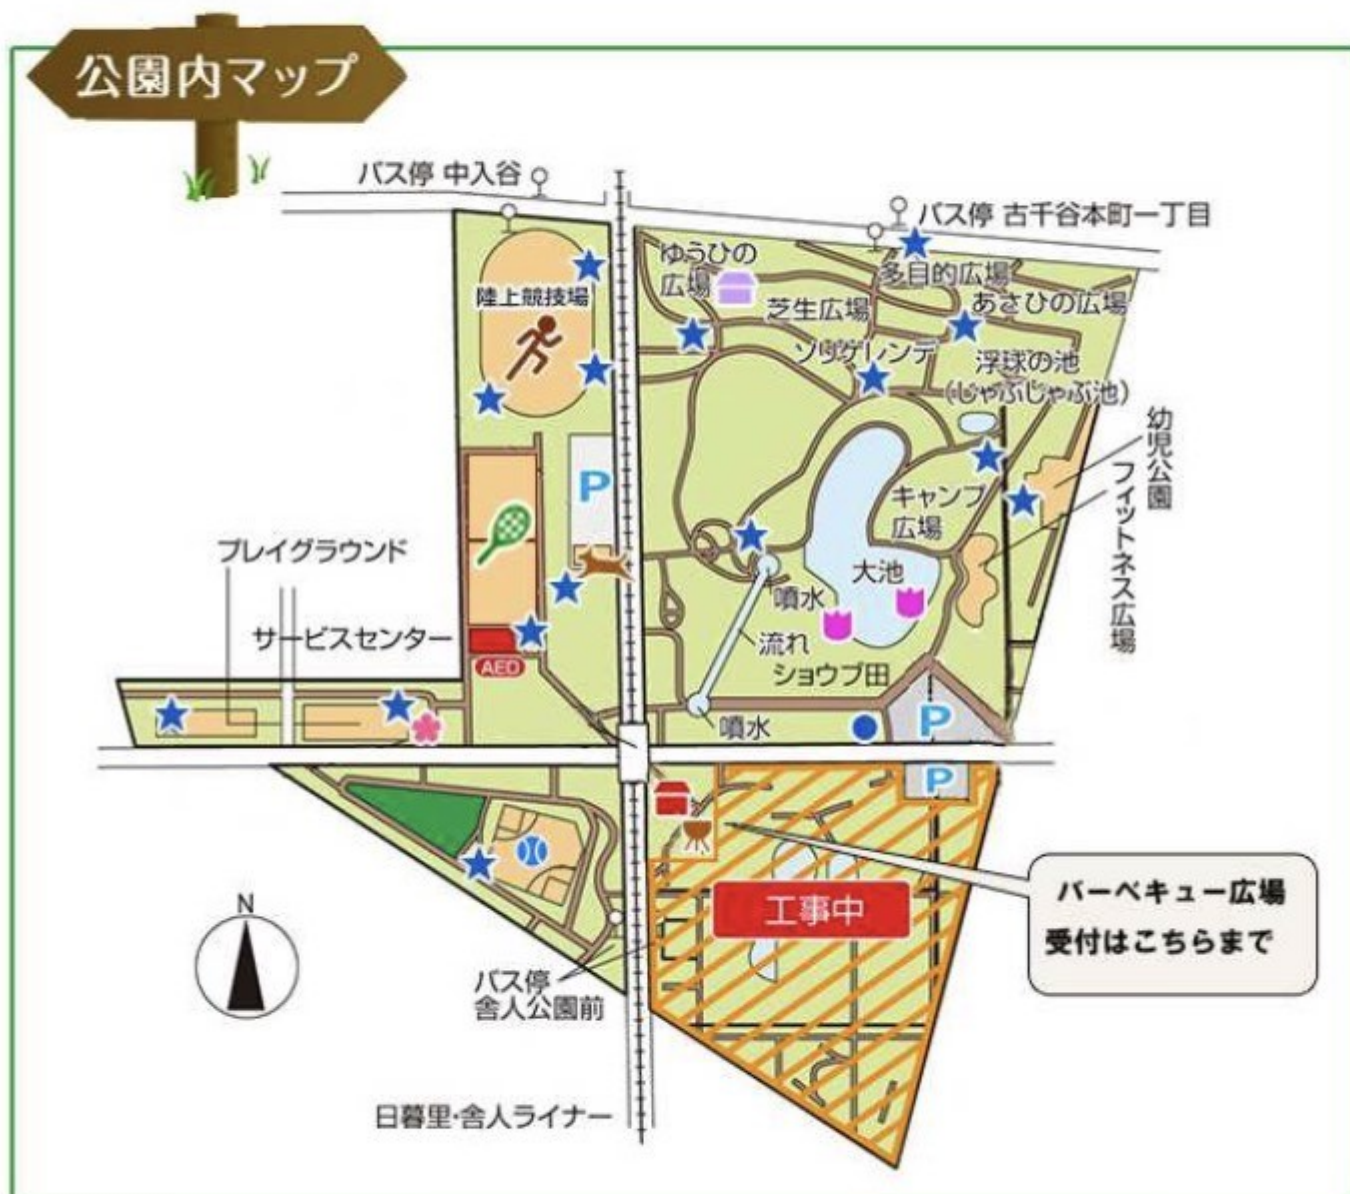 公園内マップ
バス停 中入谷
バス停 古千谷本町一丁目
ゆうひの
広場
多目的広場
陸上競技場
芝生広場
あさひの広場
ソリゲレンデ
浮球の池
(じゃぶじゃぶ池)
幼児公園
フィットネス広場
P
キャンプ
広場
プレイグラウンド
大池
噴水
サービスセンター
流れ
AED
ショウブ田
噴水
P
P
バーベキュー広場
受付はこちらまで
工事中
N
バス停
舎人公園前
日暮里・舎人ライナー